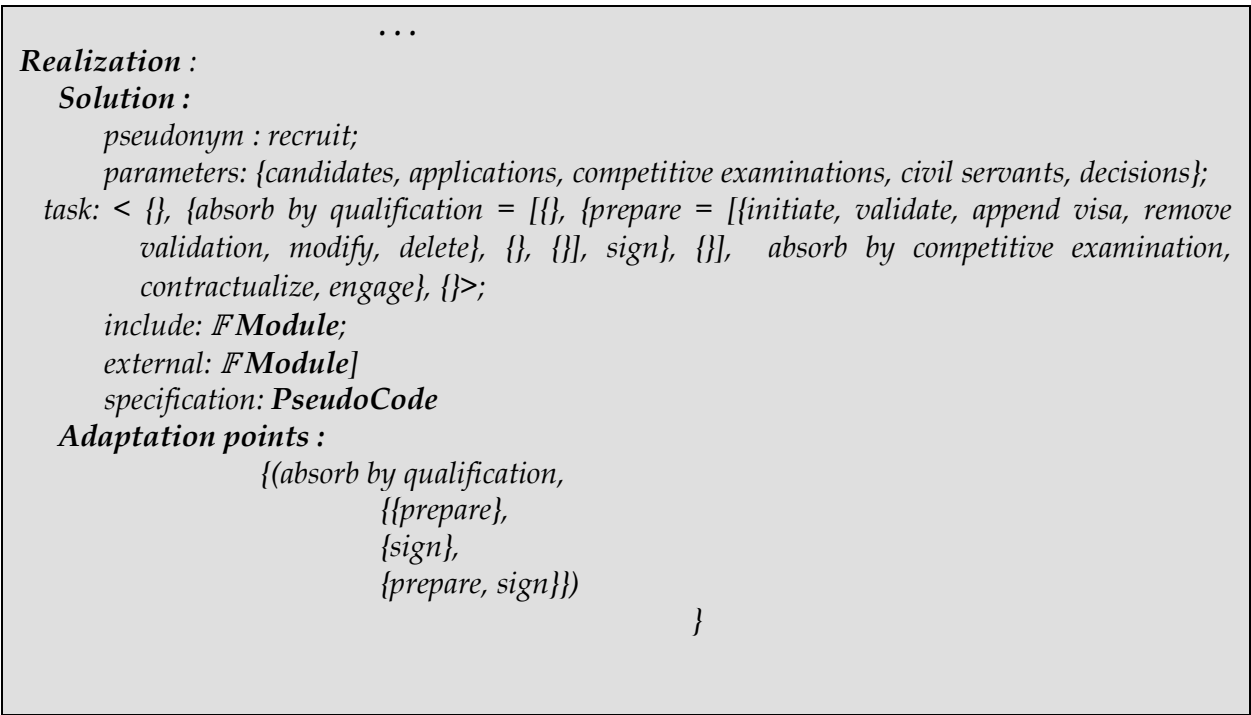 ...
Realization :
Solution :
pseudonym : recruit;
parameters: {candidates, applications, competitive examinations, civil servants, decisions};
task: < {}, {absorb by qualification = [{}, {prepare = [{initiate, validate, append visa, remove
validation, modify, delete}, {}, {}], sign}, {}], absorb by competitive examination,
contractualize, engage}, {}>;
include: 𝔽Module;
external: 𝔽Module]
specification: PseudoCode
Adaptation points :
{(absorb by qualification,
{{prepare},
{sign},
{prepare, sign}})
}